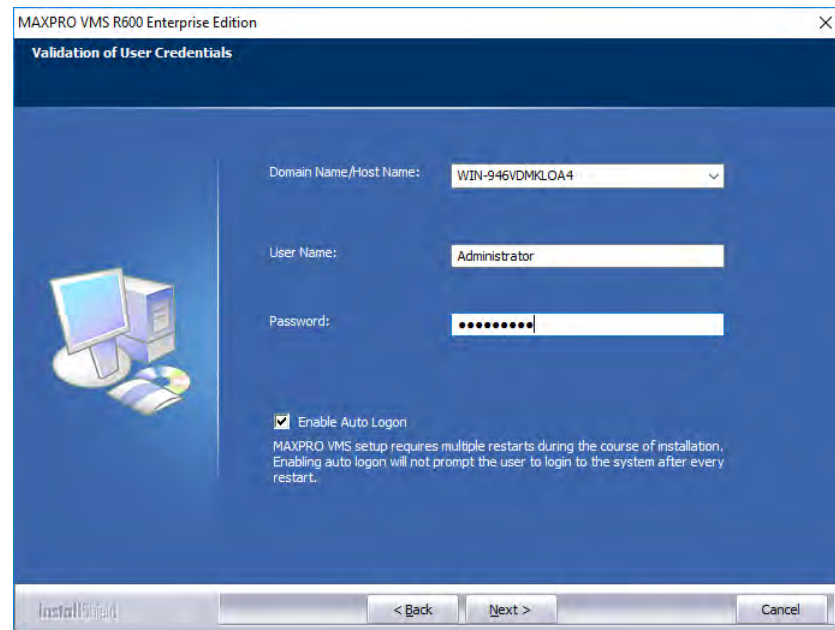 MAXPRO VMS R600 Enterprise Edition
Validation of User Credentials
Domain Name/Host Name:
WIN-946VDMKLOA4
User Name:
Administrator
Password:
●●●●●●●●●
Enable Auto Logon
MAXPRO VMS setup requires multiple restarts during the course of installation.
Enabling auto logon will not prompt the user to login to the system after every
restart.
InstallShield
< Back
Next >
Cancel